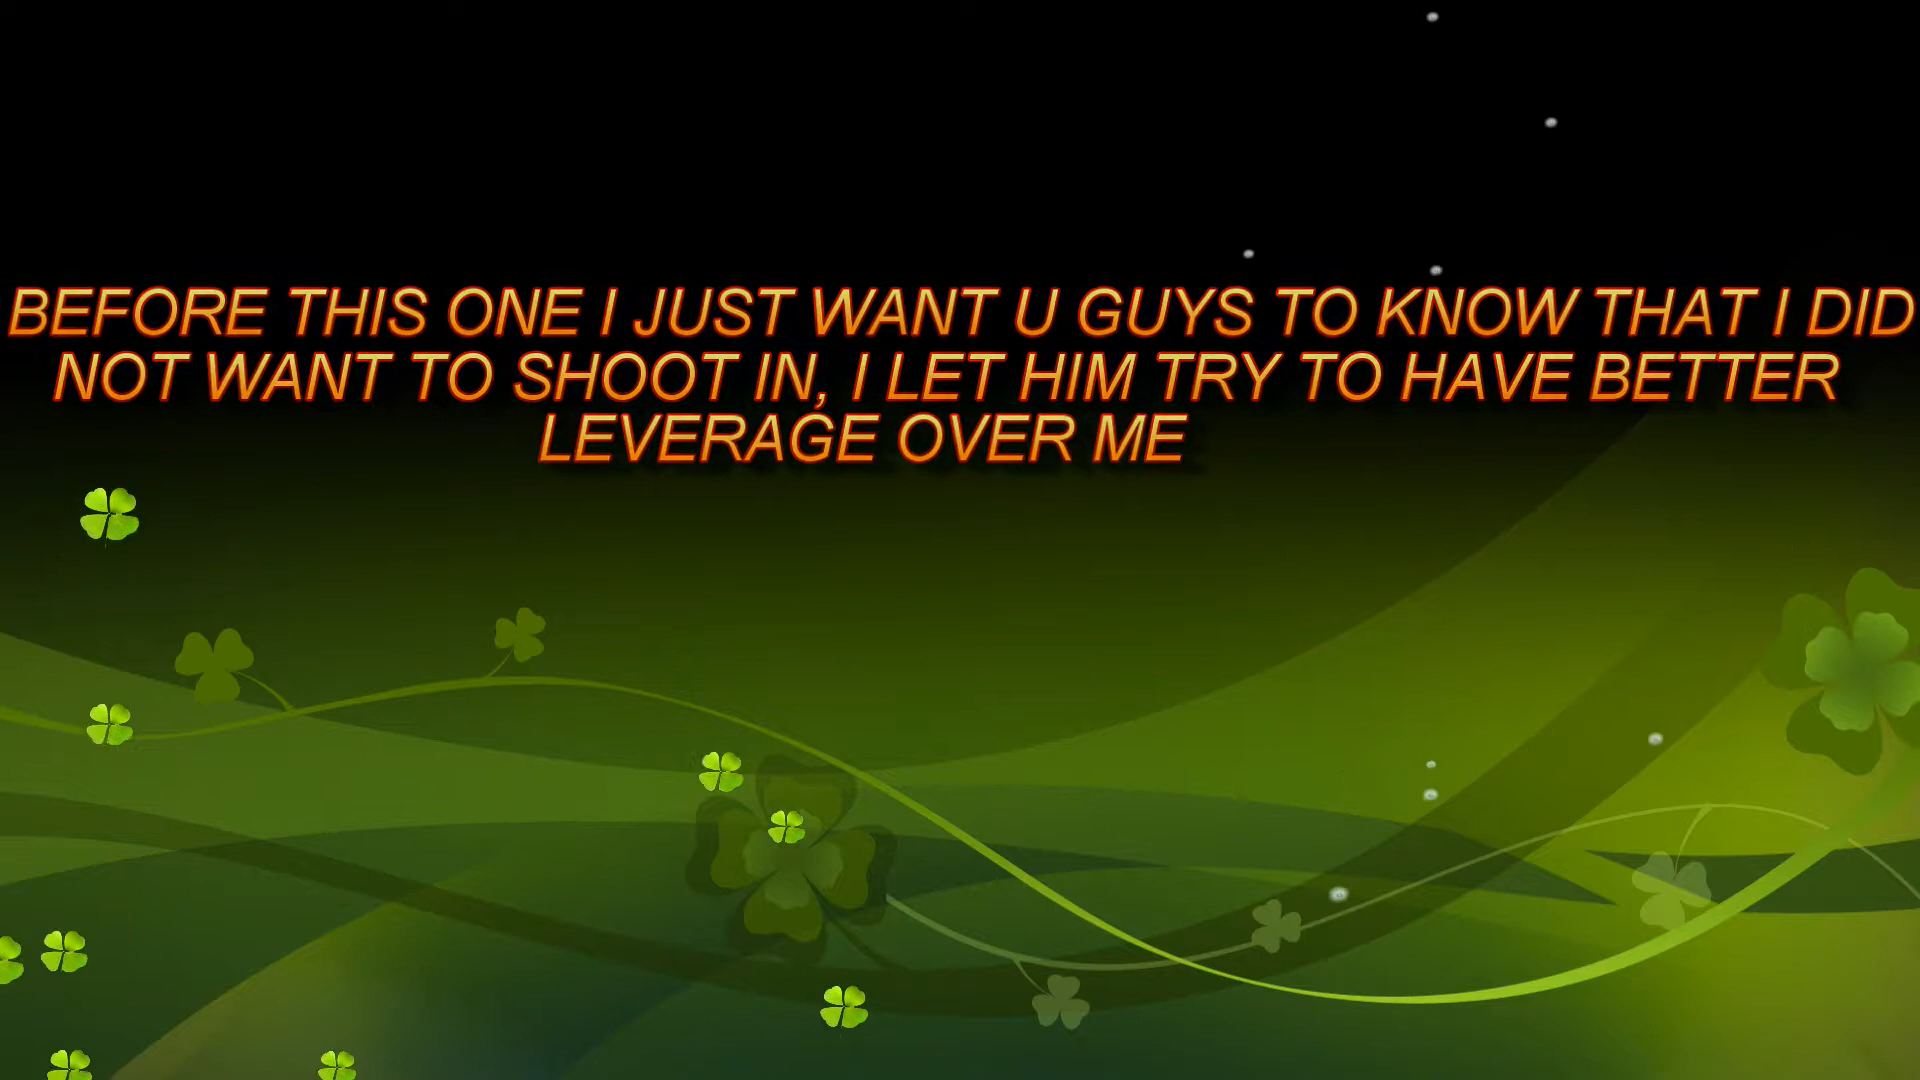 BEFORE THIS ONE I JUST WANT U GUYS TO KNOW THAT I DID
NOT WANT TO SHOOT IN, I LET HIM TRY TO HAVE BETTER
LEVERAGE OVER ME